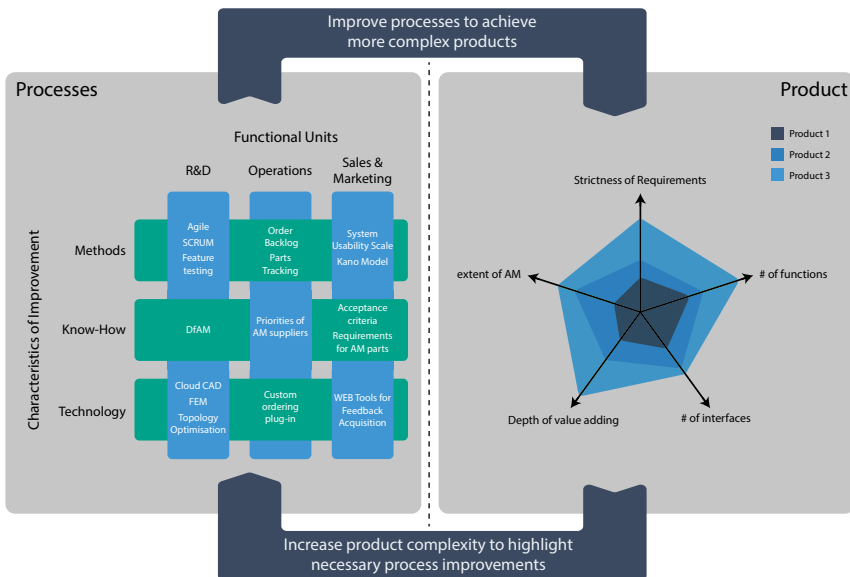 Improve processes to achieve
more complex products
Processes
Functional Units
R&D
Operations
Sales &
Marketing
Characteristics of Improvement
Methods
Agile
SCRUM
Feature
testing
Order
Backlog
Parts
Tracking
System
Usability Scale
Kano Model
Know-How
DfAM
Priorities of
AM suppliers
Acceptance
criteria
Requirements
for AM parts
Technology
Cloud CAD
FEM
Topology
Optimisation
Custom
ordering
plug-in
WEB Tools for
Feedback
Acquisition
Product
Product 1
Product 2
Product 3
Strictness of Requirements
extent of AM
# of functions
Depth of value adding
# of interfaces
Increase product complexity to highlight
necessary process improvements